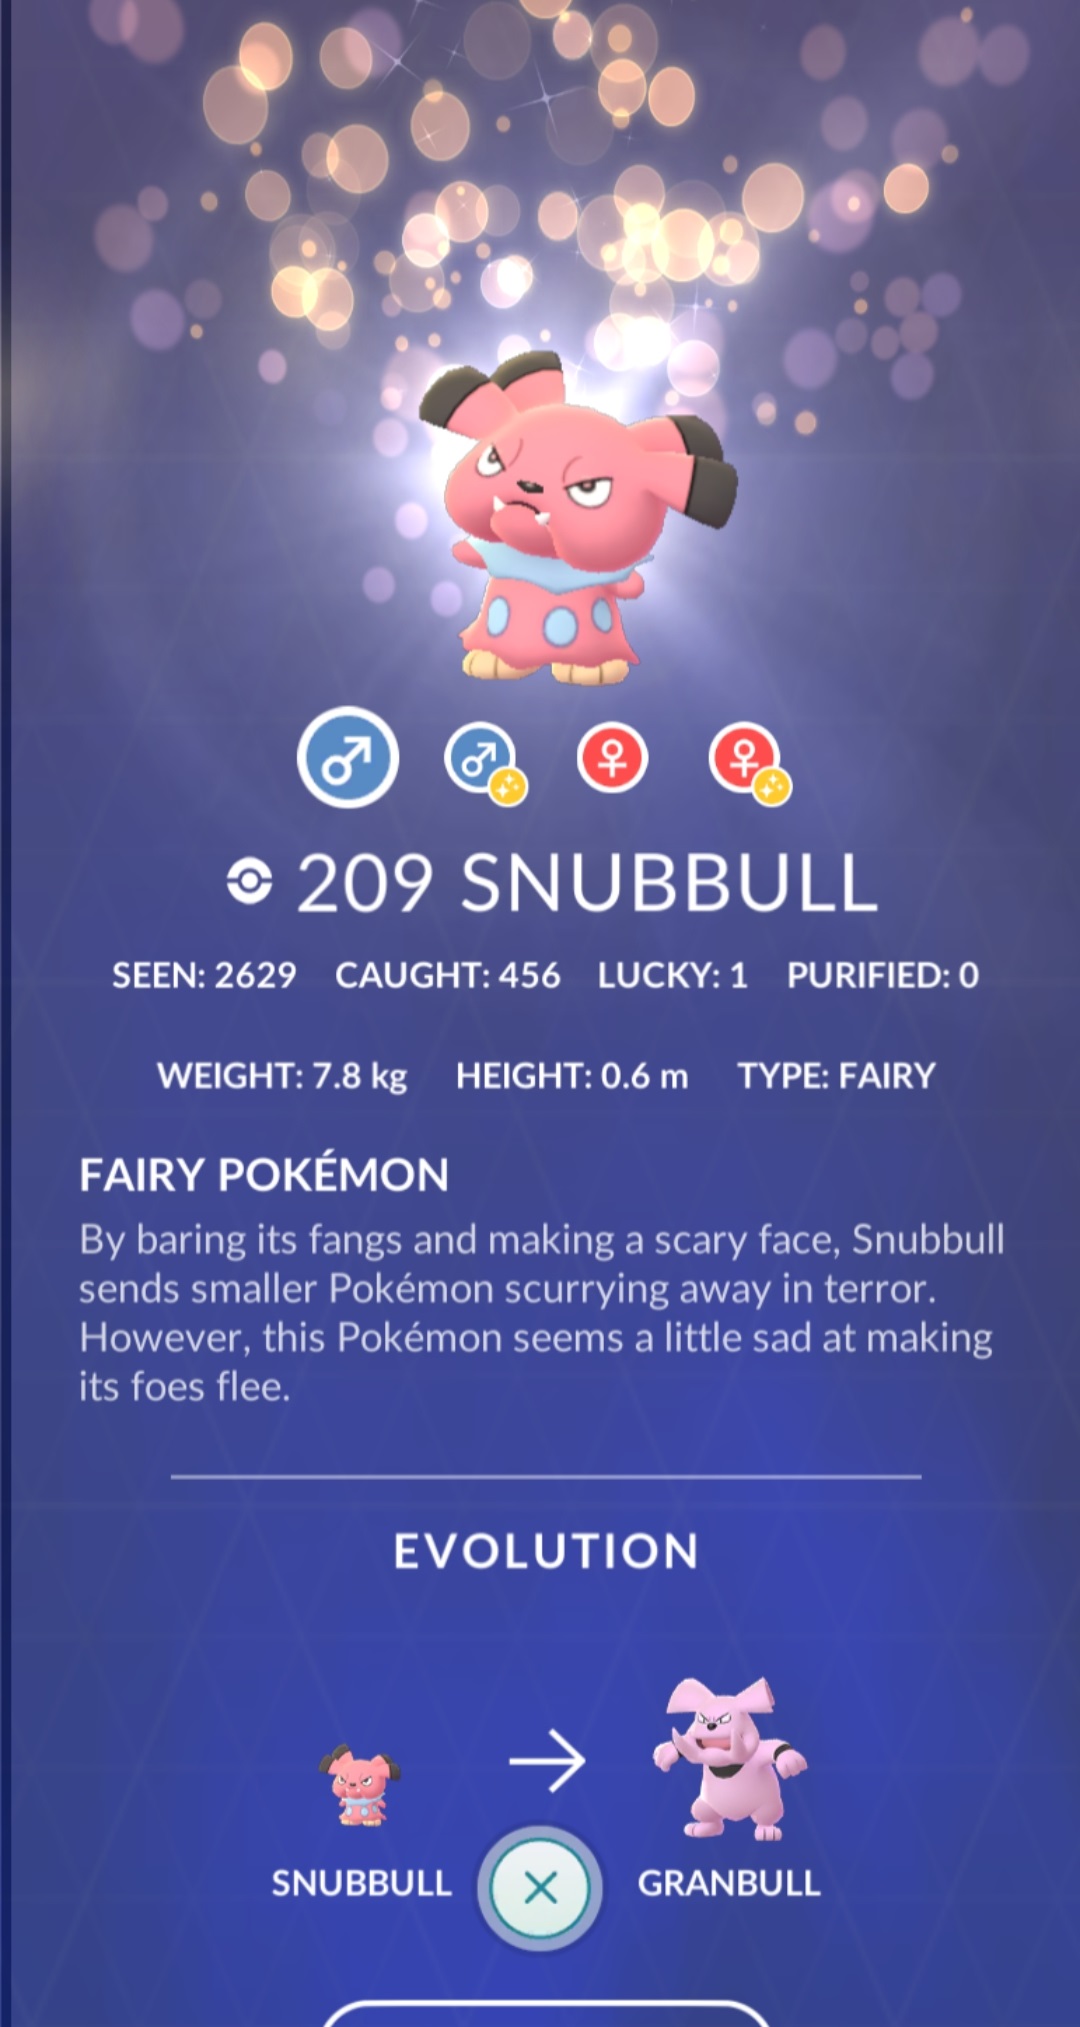 209 SNUBBULL
SEEN: 2629 CAUGHT: 456 LUCKY: 1 PURIFIED: 0
WEIGHT: 7.8 kg HEIGHT: 0.6 m TYPE: FAIRY
FAIRY POKÉMON
By baring its fangs and making a scary face, Snubbull
sends smaller Pokémon scurrying away in terror.
However, this Pokémon seems a little sad at making
its foes flee.
EVOLUTION
SNUBBULL GRANBULL